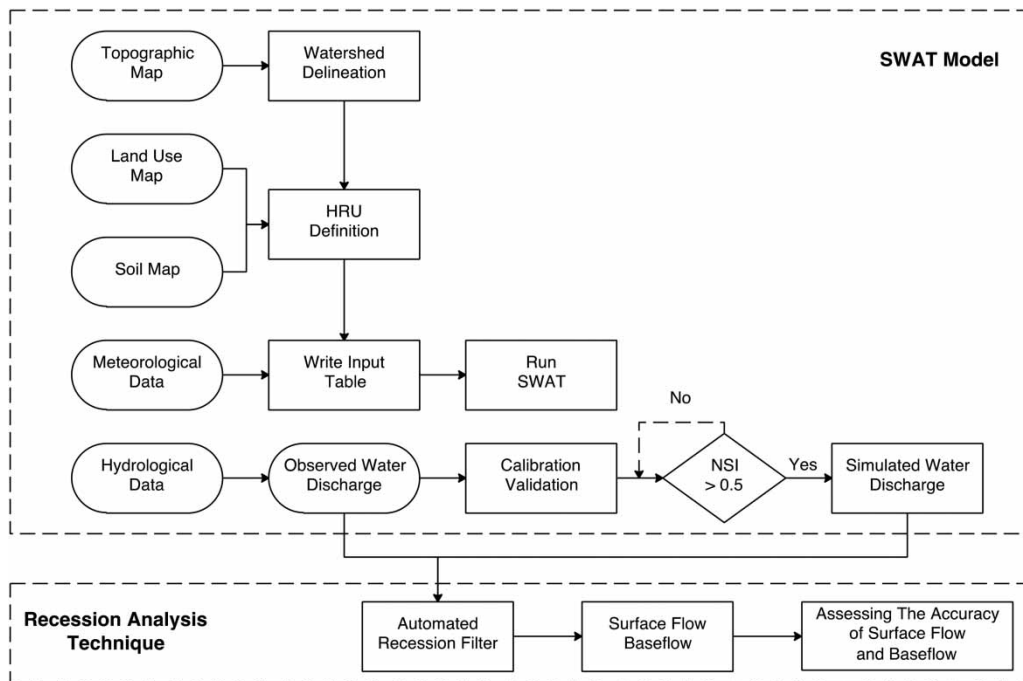 Topographic
Map
Watershed
Delineation
SWAT Model
Land Use
Map
HRU
Definition
Soil Map
Meteorological
Data
Write Input
Table
Run
SWAT
No
Hydrological
Data
Observed Water
Discharge
Calibration
Validation
NSI
> 0.5
Yes
Simulated Water
Discharge
Recession Analysis
Technique
Automated
Recession Filter
Surface Flow
Baseflow
Assessing The Accuracy
of Surface Flow
and Baseflow